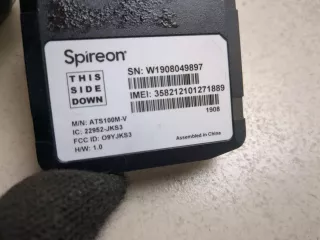 Spireon
THIS
SIDE
DOWN
SN: W1908049897
IMEI: 358212101271889
1908
M/N: ATS100M-V
IC: 22952-JKS3
FCC ID: O9YJKS3
H/W: 1.0
Assembled in China